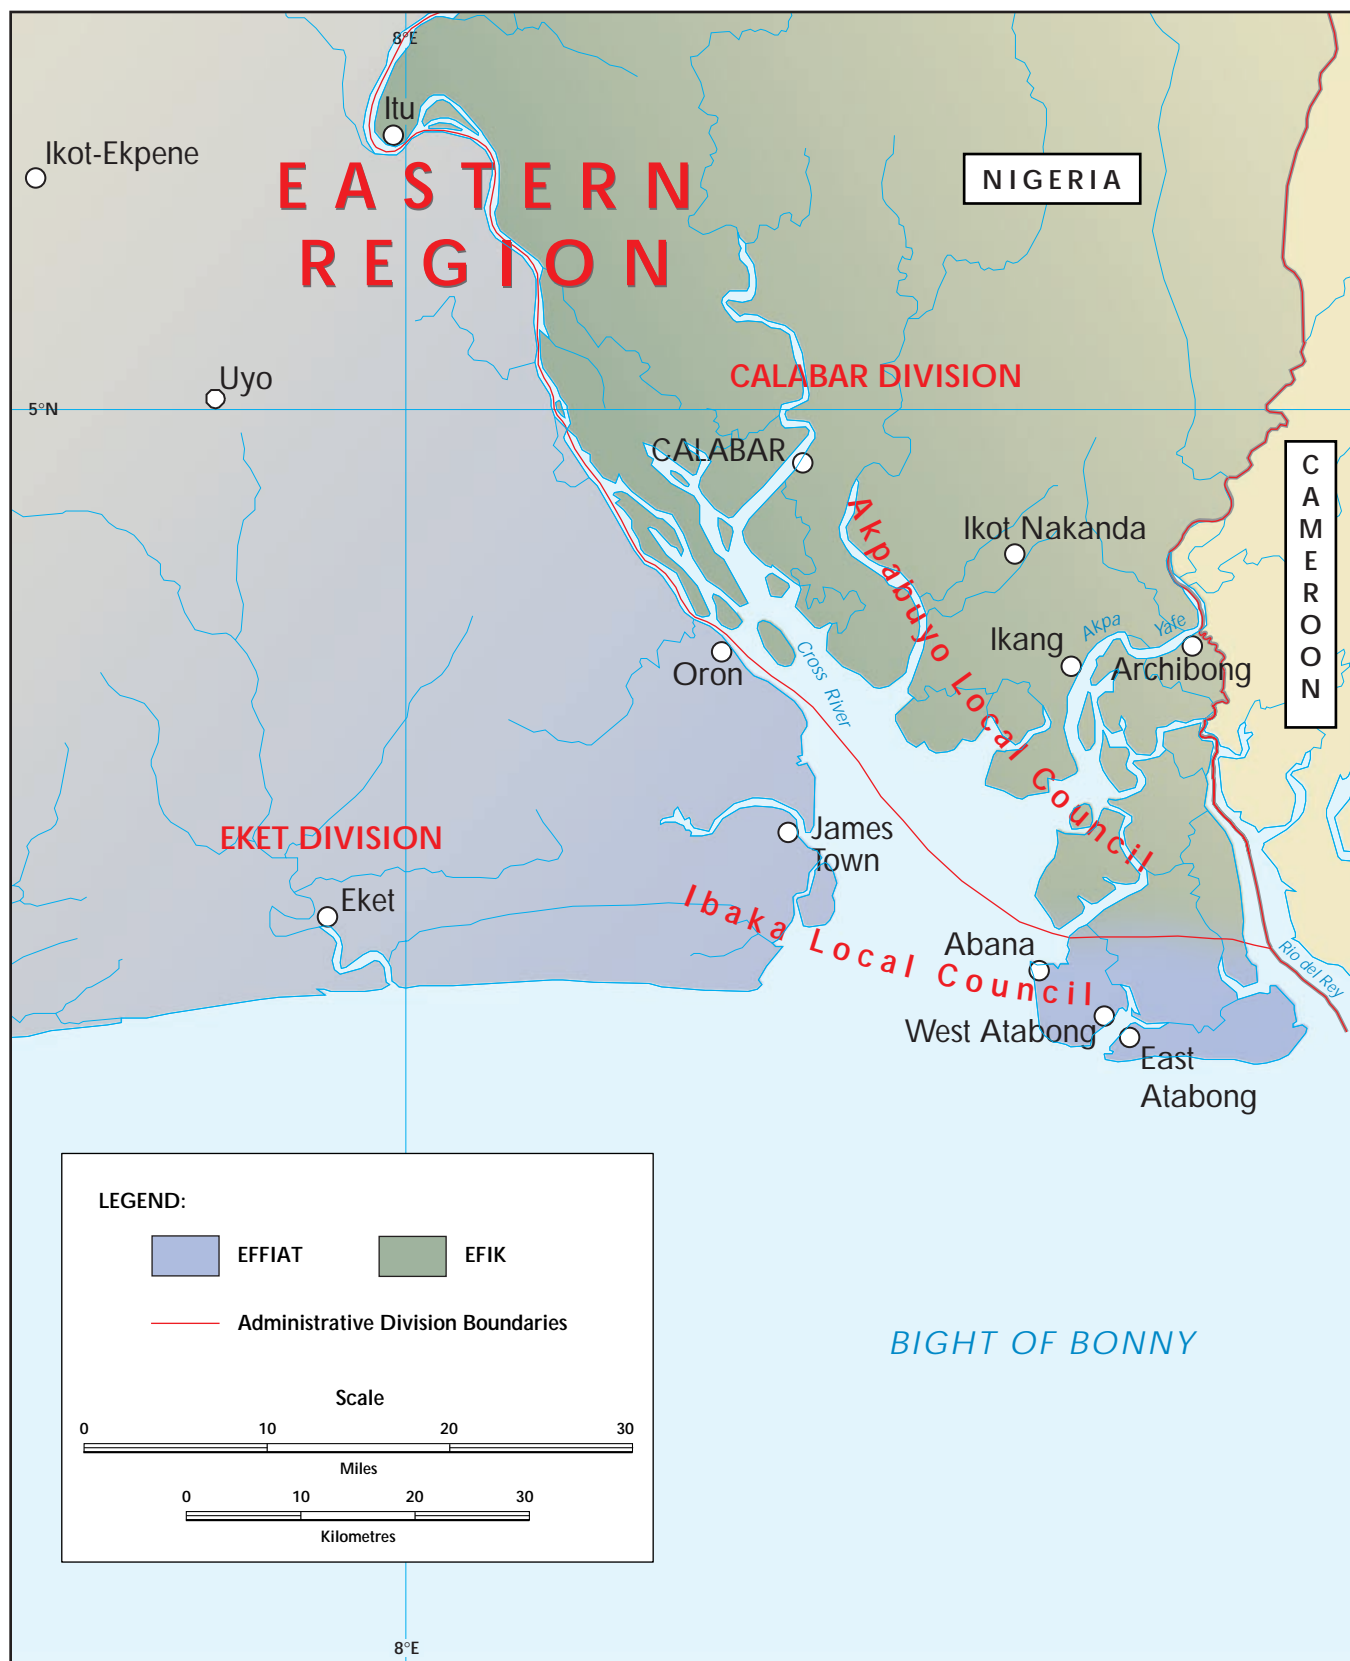 8°E
Itu
Ikot-Ekpene
EASTERN
REGION
NIGERIA
Uyo
CALABAR DIVISION
5°N
CALABAR
CAMEROON
Akpabuyo Local Council
Ikot Nakanda
Akpa Yafe
Ikang
Archibong
Oron
Cross River
EKET DIVISION
James
Town
Eket
Ibaka Local Council
Abana
Rio del Rey
West Atabong
East
Atabong
LEGEND:
EFFIAT
EFIK
Administrative Division Boundaries
Scale
0 10 20 30
Miles
0 10 20 30
Kilometres
BIGHT OF BONNY
8°E